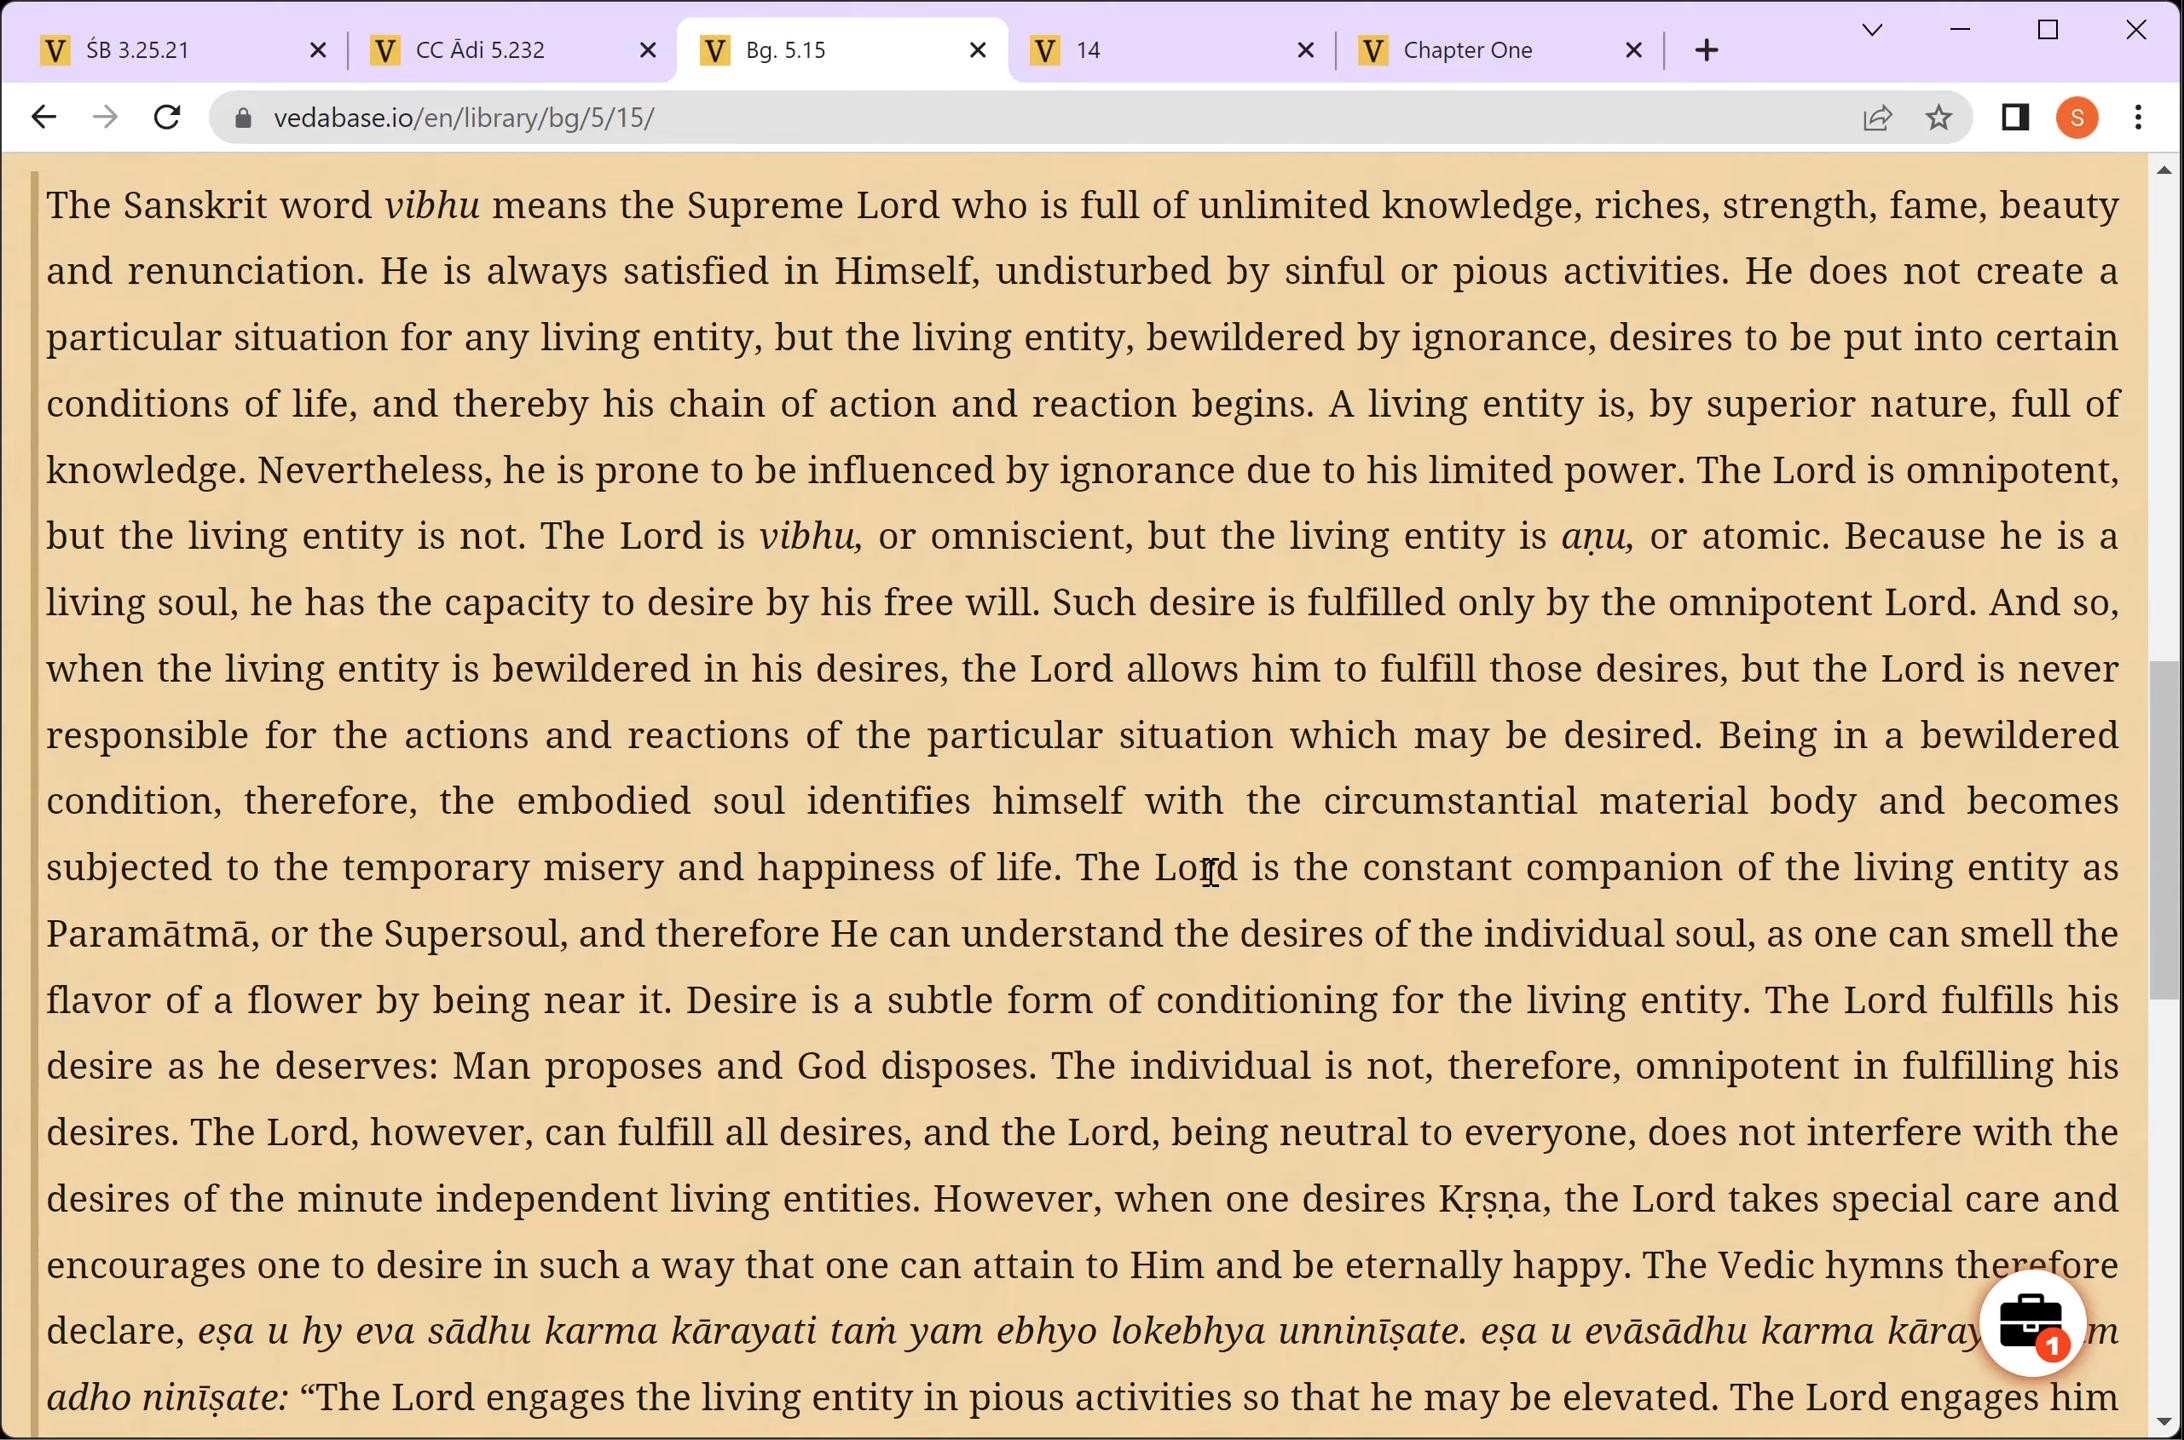 V ŚB 3.25.21
V CC Ādi 5.232
V Bg. 5.15
V 14
V Chapter One
vedabase.io/en/library/bg/5/15/
S
The Sanskrit word vibhu means the Supreme Lord who is full of unlimited knowledge, riches, strength, fame, beauty
and renunciation. He is always satisfied in Himself, undisturbed by sinful or pious activities. He does not create a
particular situation for any living entity, but the living entity, bewildered by ignorance, desires to be put into certain
conditions of life, and thereby his chain of action and reaction begins. A living entity is, by superior nature, full of
knowledge. Nevertheless, he is prone to be influenced by ignorance due to his limited power. The Lord is omnipotent,
but the living entity is not. The Lord is vibhu, or omniscient, but the living entity is aṇu, or atomic. Because he is a
living soul, he has the capacity to desire by his free will. Such desire is fulfilled only by the omnipotent Lord. And so,
when the living entity is bewildered in his desires, the Lord allows him to fulfill those desires, but the Lord is never
responsible for the actions and reactions of the particular situation which may be desired. Being in a bewildered
condition, therefore, the embodied soul identifies himself with the circumstantial material body and becomes
subjected to the temporary misery and happiness of life. The Lord is the constant companion of the living entity as
Paramātmā, or the Supersoul, and therefore He can understand the desires of the individual soul, as one can smell the
flavor of a flower by being near it. Desire is a subtle form of conditioning for the living entity. The Lord fulfills his
desire as he deserves: Man proposes and God disposes. The individual is not, therefore, omnipotent in fulfilling his
desires. The Lord, however, can fulfill all desires, and the Lord, being neutral to everyone, does not interfere with the
desires of the minute independent living entities. However, when one desires Kṛṣṇa, the Lord takes special care and
encourages one to desire in such a way that one can attain to Him and be eternally happy. The Vedic hymns therefore
declare, eṣa u hy eva sādhu karma kārayati taṁ yam ebhyo lokebhya unninīṣate. eṣa u evāsādhu karma
adho ninīṣate: “The Lord engages the living entity in pious activities so that he may be elevated. The Lord engages him
1